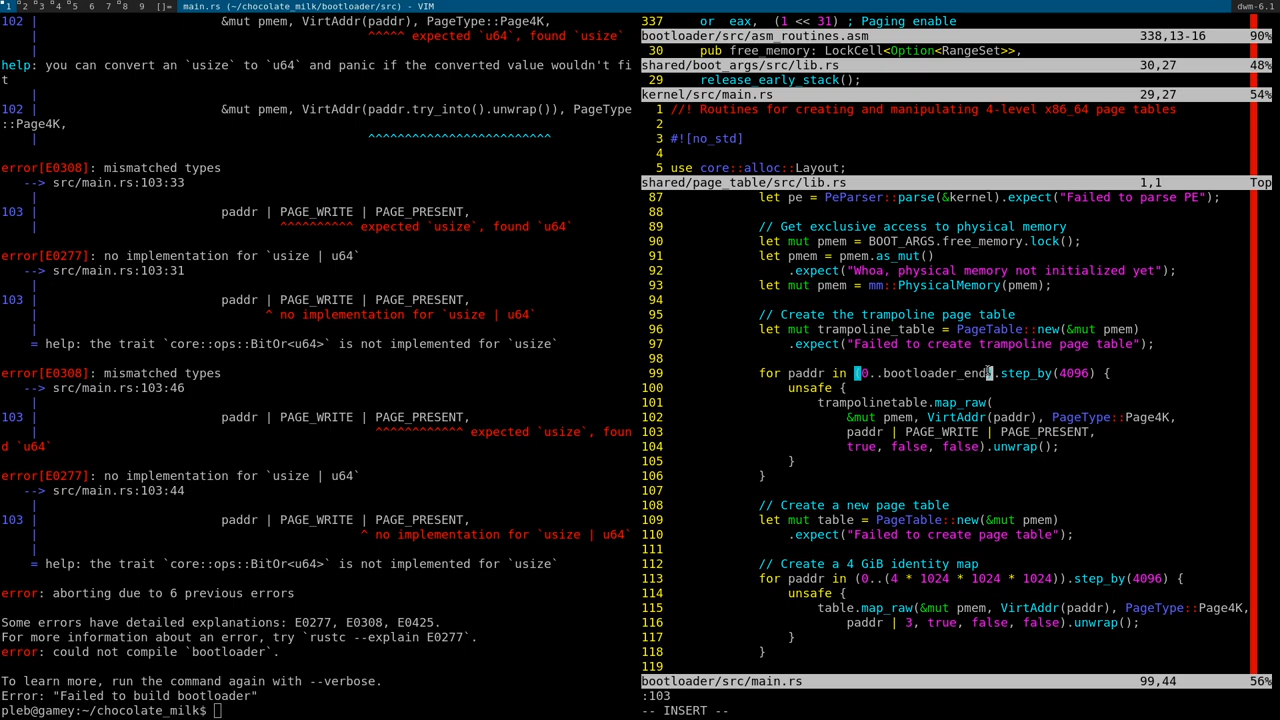 1 2 3 4 5 6 7 8 9 []= main.rs (~/chocolate_milk/bootloader/src) - VIM dwm-6.1
102 | &mut pmem, VirtAddr(paddr), PageType::Page4K,
| ^^^^^ expected `u64`, found `usize`
|
help: you can convert an `usize` to `u64` and panic if the converted value wouldn't fi
t
|
102 | &mut pmem, VirtAddr(paddr.try_into().unwrap()), PageType
::Page4K,
| ^^^^^^^^^^^^^^^^^^^^^^^^^
error[E0308]: mismatched types
--> src/main.rs:103:33
|
103 | paddr | PAGE_WRITE | PAGE_PRESENT,
| ^^^^^^^^^^ expected `usize`, found `u64`
error[E0277]: no implementation for `usize | u64`
--> src/main.rs:103:31
|
103 | paddr | PAGE_WRITE | PAGE_PRESENT,
| ^ no implementation for `usize | u64`
|
= help: the trait `core::ops::BitOr<u64>` is not implemented for `usize`
error[E0308]: mismatched types
--> src/main.rs:103:46
|
103 | paddr | PAGE_WRITE | PAGE_PRESENT,
| ^^^^^^^^^^^^ expected `usize`, foun
d `u64`
error[E0277]: no implementation for `usize | u64`
--> src/main.rs:103:44
|
103 | paddr | PAGE_WRITE | PAGE_PRESENT,
| ^ no implementation for `usize | u64`
|
= help: the trait `core::ops::BitOr<u64>` is not implemented for `usize`
error: aborting due to 6 previous errors
Some errors have detailed explanations: E0277, E0308, E0425.
For more information about an error, try `rustc --explain E0277`.
error: could not compile `bootloader`.
To learn more, run the command again with --verbose.
Error: "Failed to build bootloader"
pleb@gamey:~/chocolate_milk$
337 or eax, (1 << 31) ; Paging enable
bootloader/src/asm_routines.asm 338,13-16 90%
30 pub free_memory: LockCell<Option<RangeSet>>,
shared/boot_args/src/lib.rs 30,27 48%
29 release_early_stack();
kernel/src/main.rs 29,27 54%
1 //! Routines for creating and manipulating 4-level x86_64 page tables
2
3 #![no_std]
4
5 use core::alloc::Layout;
shared/page_table/src/lib.rs 1,1 Top
87 let pe = PeParser::parse(&kernel).expect("Failed to parse PE");
88
89 // Get exclusive access to physical memory
90 let mut pmem = BOOT_ARGS.free_memory.lock();
91 let pmem = pmem.as_mut()
92 .expect("Whoa, physical memory not initialized yet");
93 let mut pmem = mm::PhysicalMemory(pmem);
94
95 // Create the trampoline page table
96 let mut trampoline_table = PageTable::new(&mut pmem)
97 .expect("Failed to create trampoline page table");
98
99 for paddr in (0..bootloader_end).step_by(4096) {
100 unsafe {
101 trampolinetable.map_raw(
102 &mut pmem, VirtAddr(paddr), PageType::Page4K,
103 paddr | PAGE_WRITE | PAGE_PRESENT,
104 true, false, false).unwrap();
105 }
106 }
107
108 // Create a new page table
109 let mut table = PageTable::new(&mut pmem)
110 .expect("Failed to create page table");
111
112 // Create a 4 GiB identity map
113 for paddr in (0..(4 * 1024 * 1024 * 1024)).step_by(4096) {
114 unsafe {
115 table.map_raw(&mut pmem, VirtAddr(paddr), PageType::Page4K,
116 paddr | 3, true, false, false).unwrap();
117 }
118 }
119
bootloader/src/main.rs 99,44 56%
:103
-- INSERT --